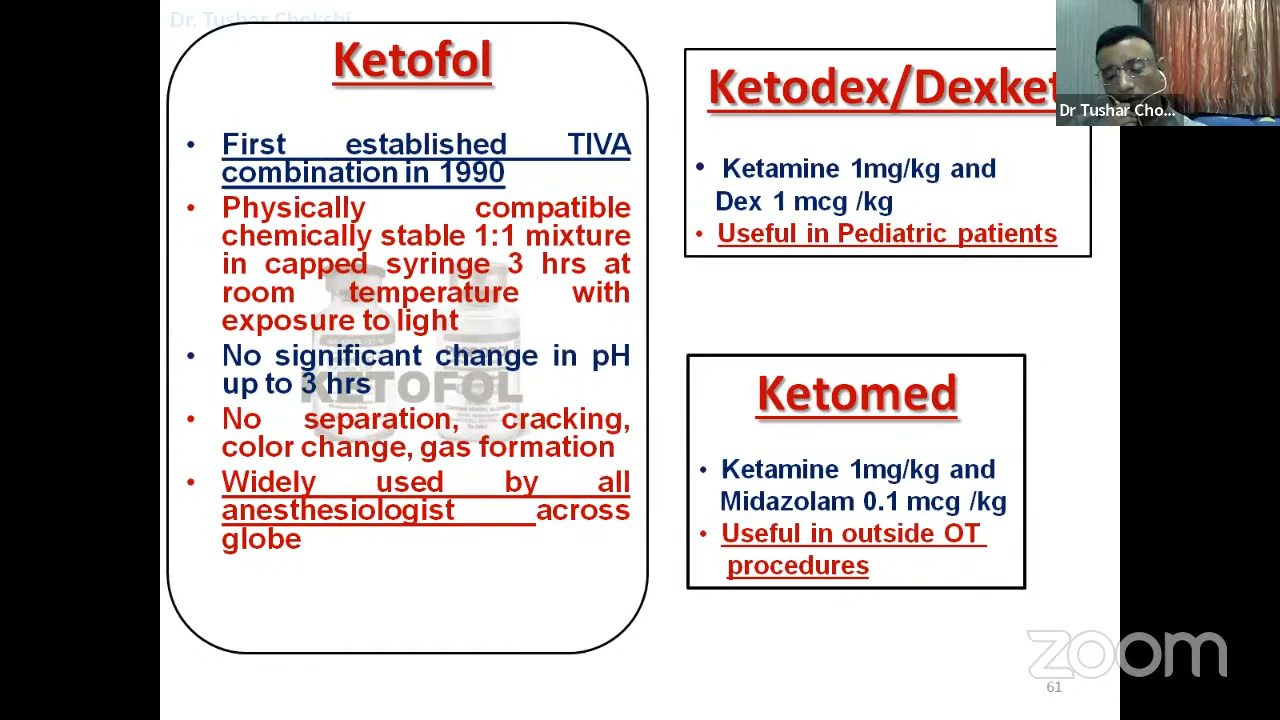 Dr. Tushar Chokshi
Ketofol
• First established TIVA
combination in 1990
• Physically compatible
chemically stable 1:1 mixture
in capped syringe 3 hrs at
room temperature with
exposure to light
• No significant change in pH
up to 3 hrs
KETOFOL
• No separation, cracking,
color change, gas formation
• Widely used by all
anesthesiologist across
globe
Ketodex/Dexket
• Ketamine 1mg/kg and
Dex 1 mcg /kg
• Useful in Pediatric patients
Dr Tushar Cho...
Ketomed
• Ketamine 1mg/kg and
Midazolam 0.1 mcg /kg
• Useful in outside OT
procedures
zoom
61